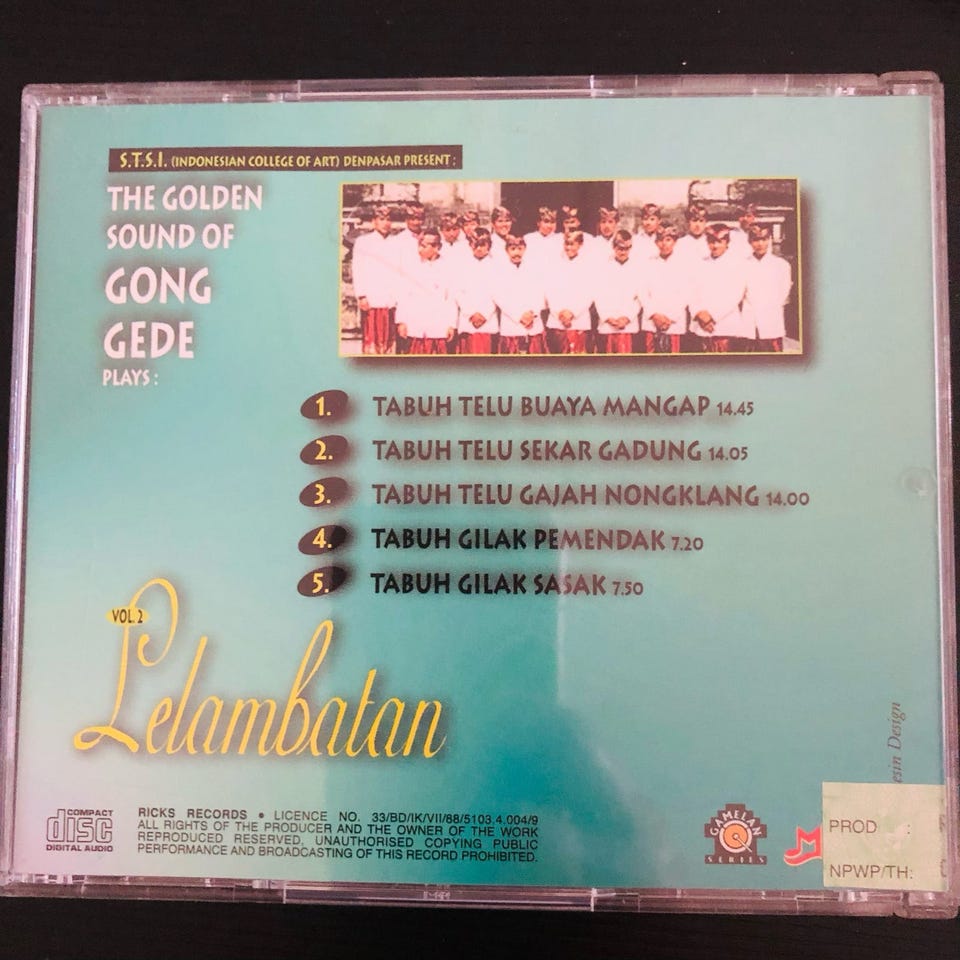 S.T.S.I. (INDONESIAN COLLEGE OF ART) DENPASAR PRESENT :
THE GOLDEN
SOUND OF
GONG
GEDE
PLAYS :
1. TABUH TELU BUAYA MANGAP 14.45
2. TABUH TELU SEKAR GADUNG 14.05
3. TABUH TELU GAJAH NONGKLANG 14.00
4. TABUH GILAK PEMENDAK 7.20
5. TABUH GILAK SASAK 7.50
VOL. 2
Lelambatan
COMPACT
disc
DIGITAL AUDIO
RICKS RECORDS • LICENCE NO. 33/BD/IK/VII/88/5103.4.004/9
ALL RIGHTS OF THE PRODUCER AND THE OWNER OF THE WORK
REPRODUCED RESERVED, UNAUTHORISED COPYING PUBLIC
PERFORMANCE AND BROADCASTING OF THIS RECORD PROHIBITED.
GAMELAN
SERIES
Design
PROD :
NPWP/TH: